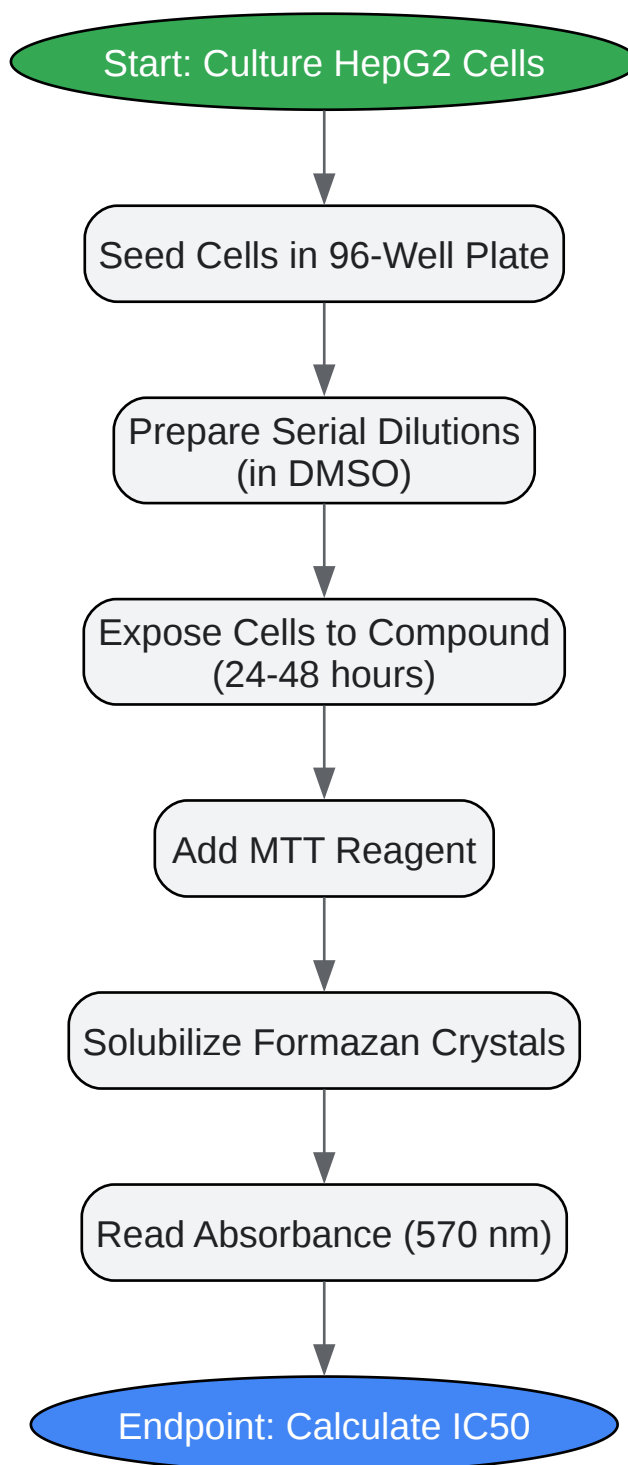 Start: Culture HepG2 Cells
Seed Cells in 96-Well Plate
Prepare Serial Dilutions
(in DMSO)
Expose Cells to Compound
(24-48 hours)
Add MTT Reagent
Solubilize Formazan Crystals
Read Absorbance (570 nm)
Endpoint: Calculate IC50